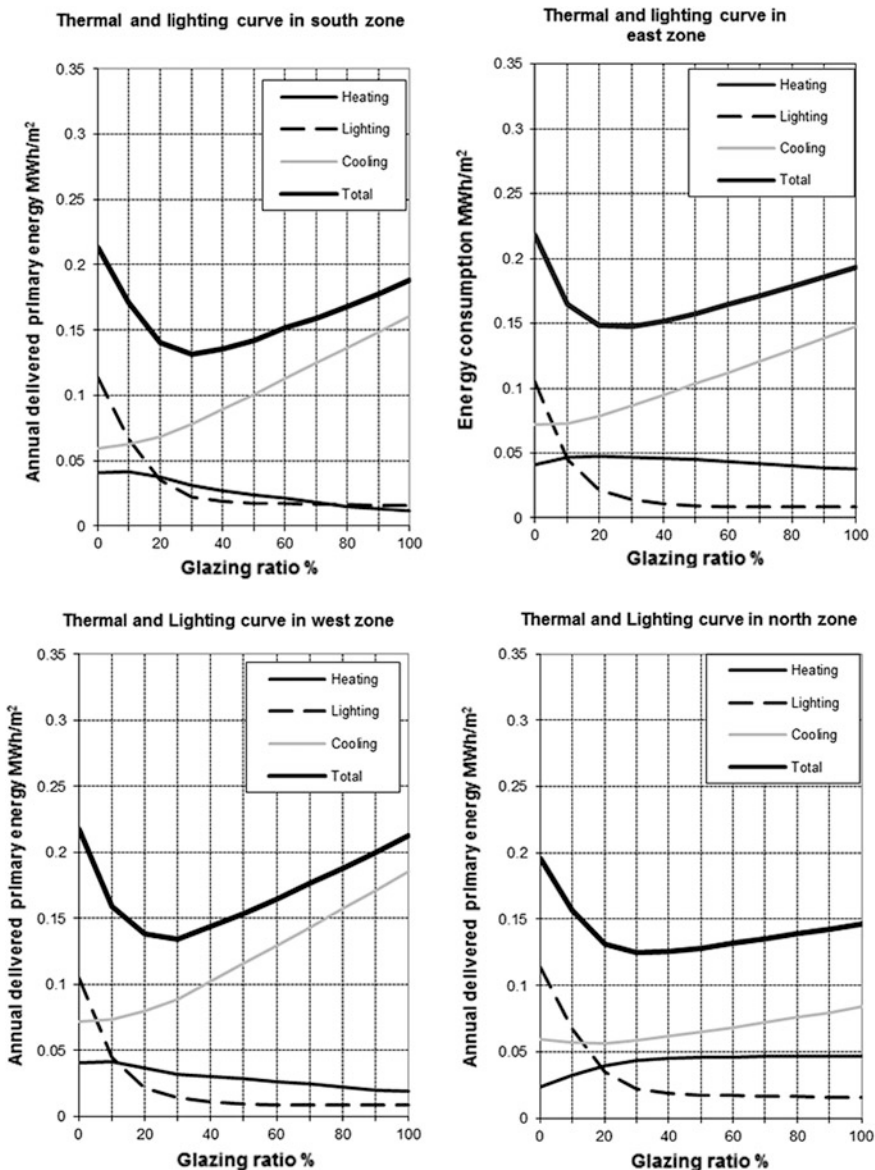 Thermal and lighting curve in south zone
Annual delivered primary energy MWh/m²
0.35
0.3
0.25
0.2
0.15
0.1
0.05
0
Heating
Lighting
Cooling
Total
0 20 40 60 80 100
Glazing ratio %
Thermal and lighting curve in
east zone
Energy consumption MWh/m²
0.35
0.3
0.25
0.2
0.15
0.1
0.05
0
Heating
Lighting
Cooling
Total
0 20 40 60 80 100
Glazing ratio %
Thermal and Lighting curve in west zone
Annual delivered primary energy MWh/m²
0.35
0.3
0.25
0.2
0.15
0.1
0.05
0
Heating
Lighting
Cooling
Total
0 20 40 60 80 100
Glazing ratio %
Thermal and Lighting curve in north zone
Annual delivered primary energy MWh/m²
0.35
0.3
0.25
0.2
0.15
0.1
0.05
0
Heating
Lighting
Cooling
Total
0 20 40 60 80 100
Glazing ratio %